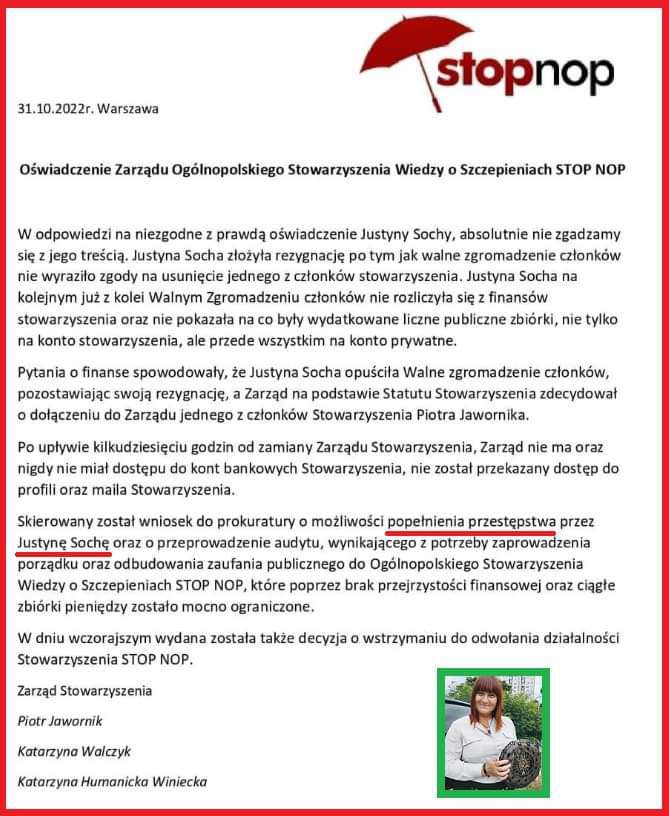 stopnop
31.10.2022r. Warszawa
Oświadczenie Zarządu Ogólnopolskiego Stowarzyszenia Wiedzy o Szczepieniach STOP NOP
W odpowiedzi na niezgodne z prawdą oświadczenie Justyny Sochy, absolutnie nie zgadzamy
się z jego treścią. Justyna Socha złożyła rezygnację po tym jak walne zgromadzenie członków
nie wyraziło zgody na usunięcie jednego z członków stowarzyszenia. Justyna Socha na
kolejnym już z kolei Walnym Zgromadzeniu członków nie rozliczyła się z finansów
stowarzyszenia oraz nie pokazała na co były wydatkowane liczne publiczne zbiórki, nie tylko
na konto stowarzyszenia, ale przede wszystkim na konto prywatne.
Pytania o finanse spowodowały, że Justyna Socha opuściła Walne zgromadzenie członków,
pozostawiając swoją rezygnację, a Zarząd na podstawie Statutu Stowarzyszenia zdecydował
o dołączeniu do Zarządu jednego z członków Stowarzyszenia Piotra Jawornika.
Po upływie kilkudziesięciu godzin od zamiany Zarządu Stowarzyszenia, Zarząd nie ma oraz
nigdy nie miał dostępu do kont bankowych Stowarzyszenia, nie został przekazany dostęp do
profili oraz maila Stowarzyszenia.
Skierowany został wniosek do prokuratury o możliwości popełnienia przestępstwa przez
Justynę Sochę oraz o przeprowadzenie audytu, wynikającego z potrzeby zaprowadzenia
porządku oraz odbudowania zaufania publicznego do Ogólnopolskiego Stowarzyszenia
Wiedzy o Szczepieniach STOP NOP, które poprzez brak przejrzystości finansowej oraz ciągłe
zbiórki pieniędzy zostało mocno ograniczone.
W dniu wczorajszym wydana została także decyzja o wstrzymaniu do odwołania działalności
Stowarzyszenia STOP NOP.
Zarząd Stowarzyszenia
Piotr Jawornik
Katarzyna Walczyk
Katarzyna Humanicka Winiecka